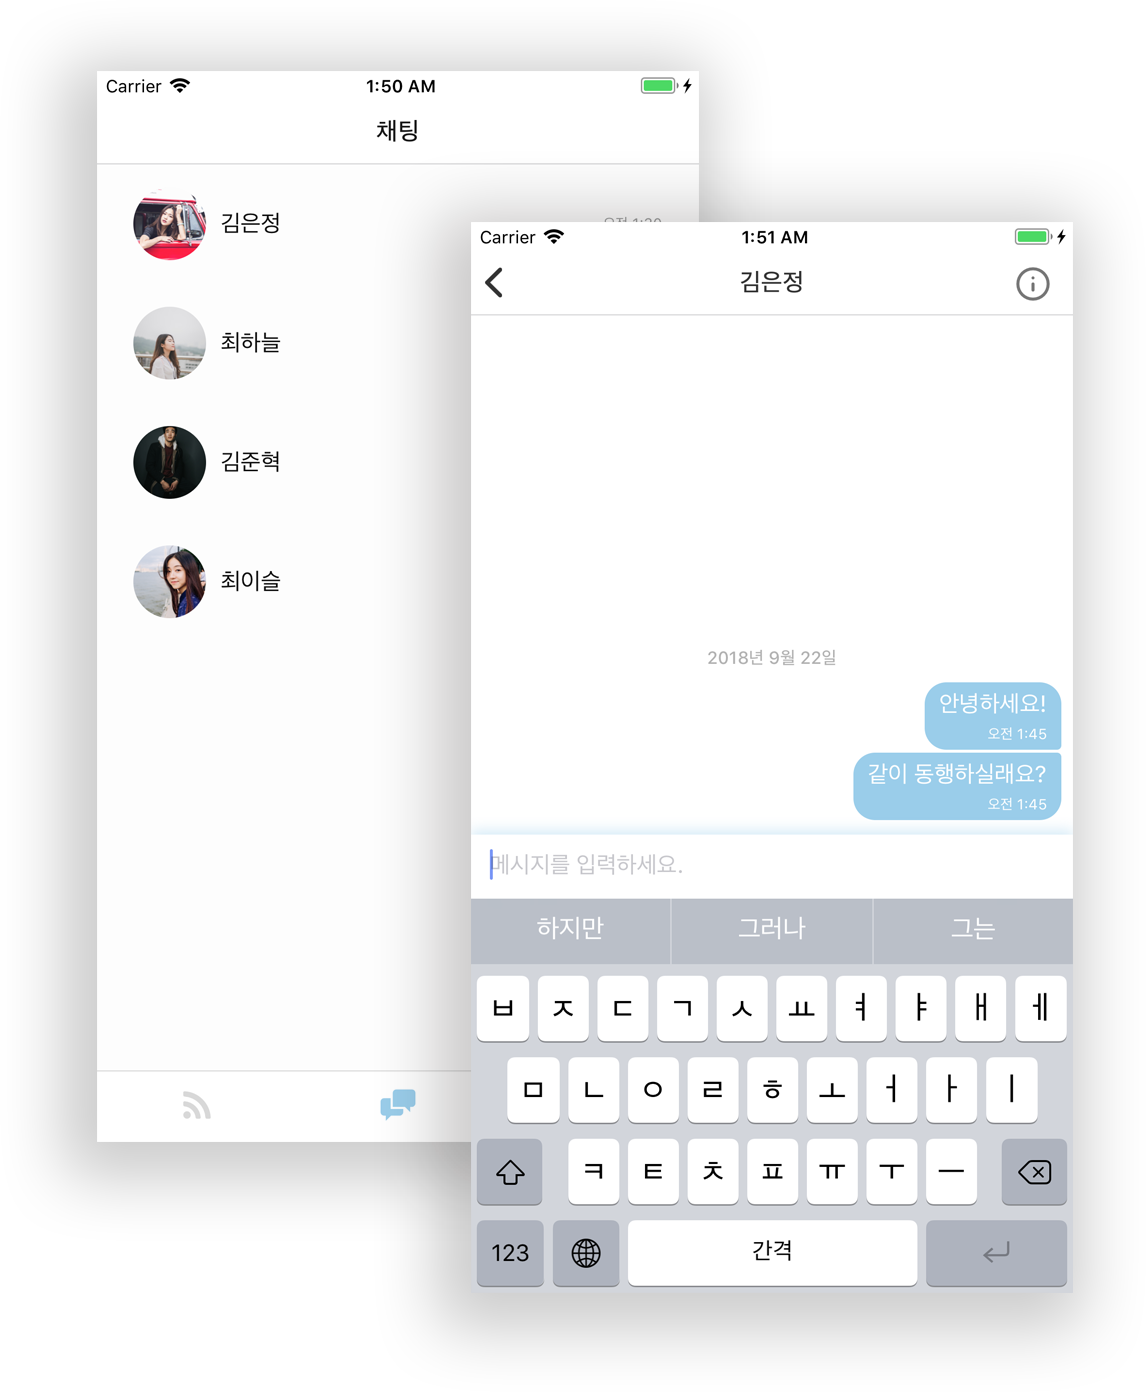 Carrier 1:50 AM
채팅
김은정
최하늘
김준혁
최이슬
Carrier 1:51 AM
김은정
2018년 9월 22일
안녕하세요!
오전 1:45
같이 동행하실래요?
오전 1:45
메시지를 입력하세요.
하지만 그러나 그는
ㅂ ㅈ ㄷ ㄱ ㅅ ㅛ ㅕ ㅑ ㅐ ㅔ
ㅁ ㄴ ㅇ ㄹ ㅎ ㅗ ㅓ ㅏ ㅣ
ㅋ ㅌ ㅊ ㅍ ㅠ ㅜ ㅡ
123 간격